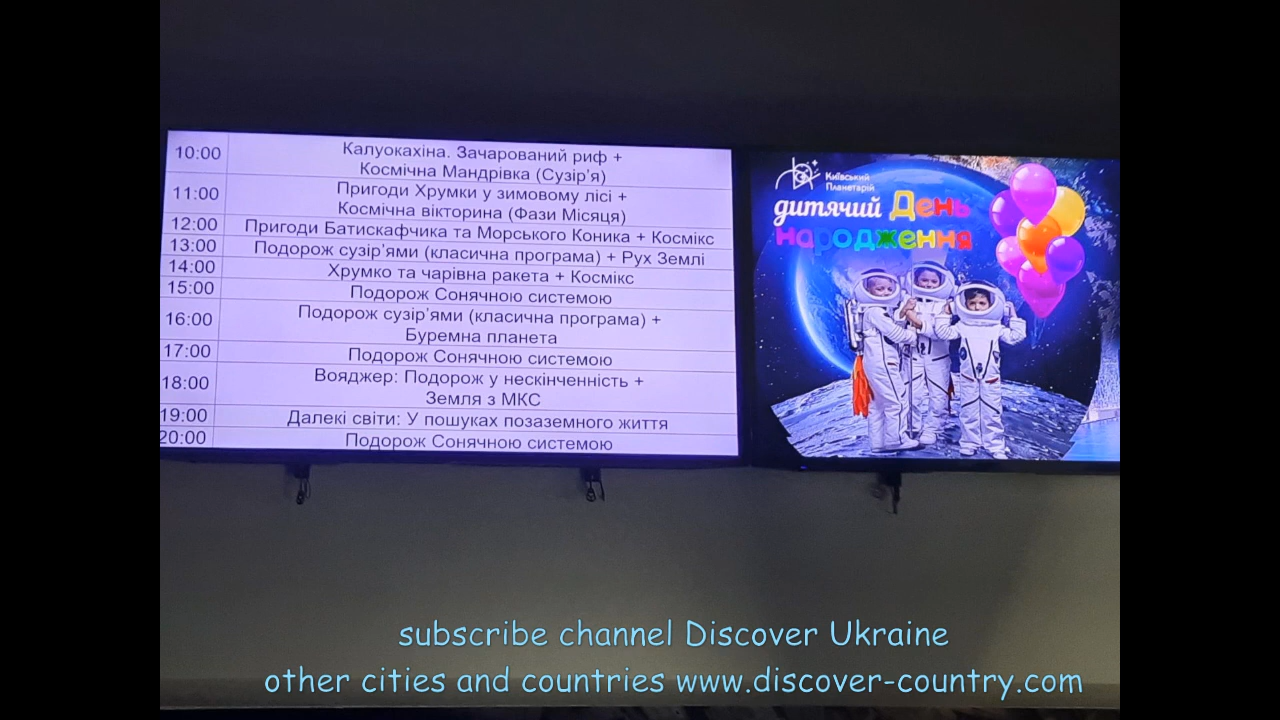 10:00 Калуокахіна. Зачарований риф +
Космічна Мандрівка (Сузір'я)
11:00 Пригоди Хрумки у зимовому лісі +
Космічна вікторина (Фази Місяця)
12:00 Пригоди Батискафчика та Морського Коника + Космікс
13:00 Подорож сузір'ями (класична програма) + Рух Землі
14:00 Хрумко та чарівна ракета + Космікс
15:00 Подорож Сонячною системою
16:00 Подорож сузір'ями (класична програма) +
Буремна планета
17:00 Подорож Сонячною системою
18:00 Вояджер: Подорож у нескінченність +
Земля з МКС
19:00 Далекі світи: У пошуках позаземного життя
20:00 Подорож Сонячною системою
Київський
Планетарій
дитячий День
народження
subscribe channel Discover Ukraine
other cities and countries www.discover-country.com